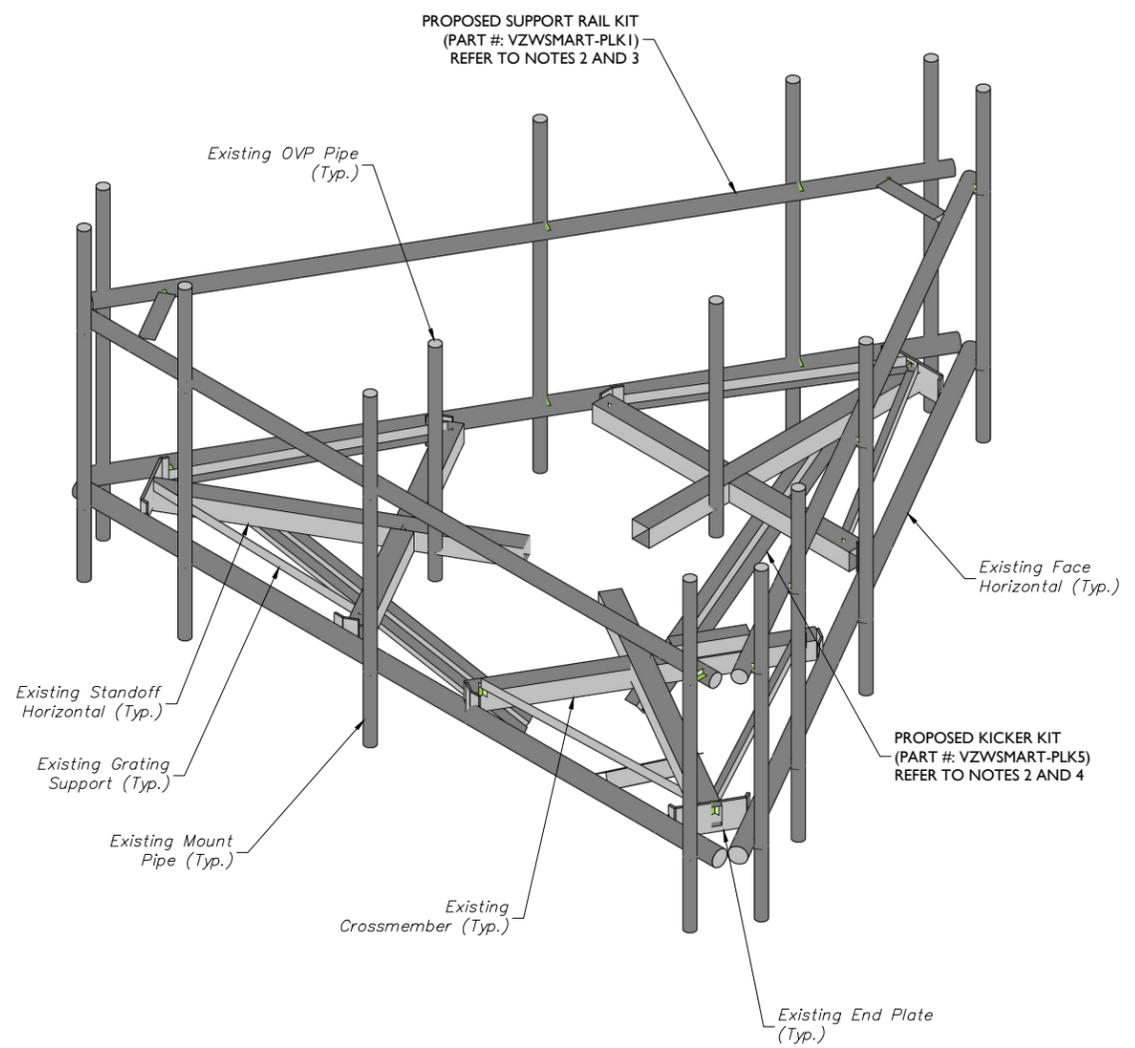 PROPOSED SUPPORT RAIL KIT
(PART #: VZWSMART-PLK1)
REFER TO NOTES 2 AND 3
Existing OVP Pipe
(Typ.)
Existing Face
Horizontal (Typ.)
Existing Standoff
Horizontal (Typ.)
Existing Grating
Support (Typ.)
PROPOSED KICKER KIT
(PART #: VZWSMART-PLK5)
REFER TO NOTES 2 AND 4
Existing Mount
Pipe (Typ.)
Existing
Crossmember (Typ.)
Existing End Plate
(Typ.)